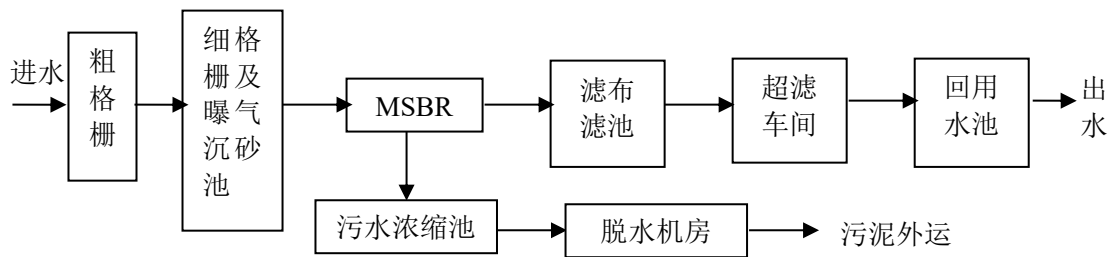 进水
粗
格
栅
细格
栅及
曝气
沉砂
池
MSBR
滤布
滤池
超滤
车间
回用
水池
出
水
污水浓缩池
脱水机房
污泥外运